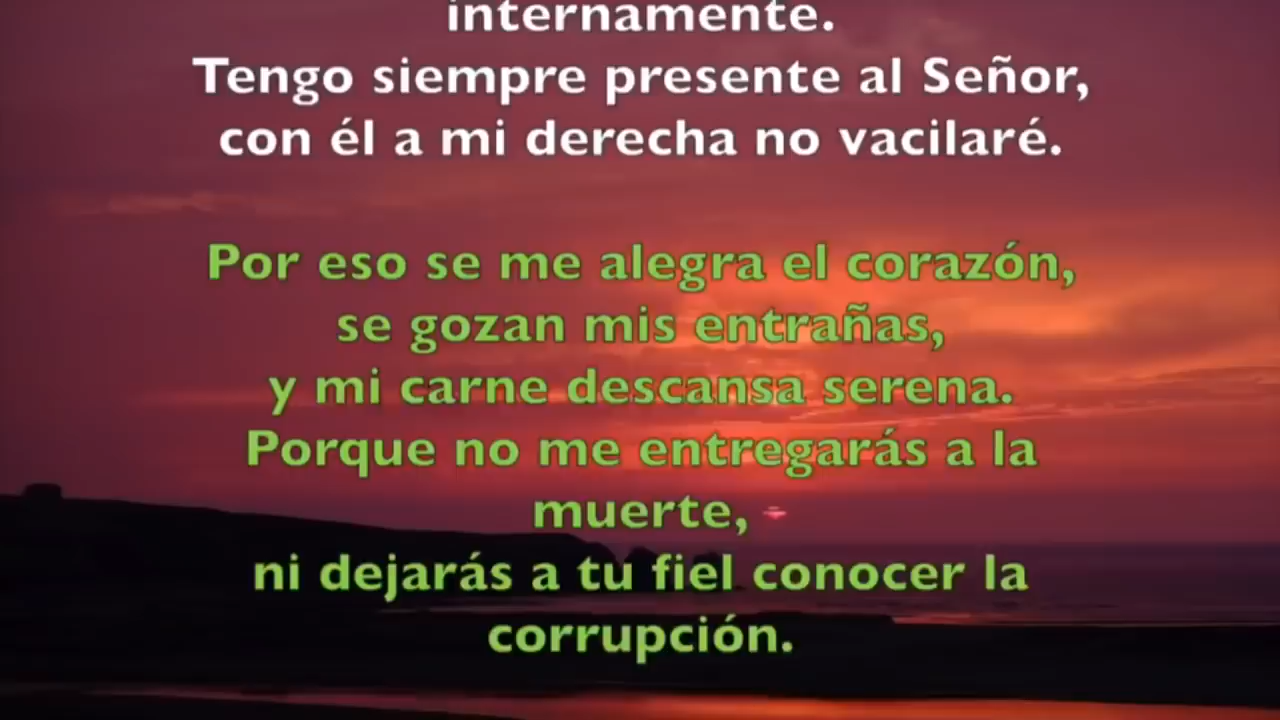 internamente.
Tengo siempre presente al Señor,
con él a mi derecha no vacilaré.
Por eso se me alegra el corazón,
se gozan mis entrañas,
y mi carne descansa serena.
Porque no me entregarás a la
muerte,
ni dejarás a tu fiel conocer la
corrupción.